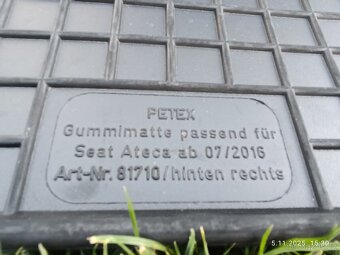 PETEX
Gummimatte passend für
Seat Ateca ab 07/2016
Art-Nr. 81710/hinten rechts
5.11.2025 15:30